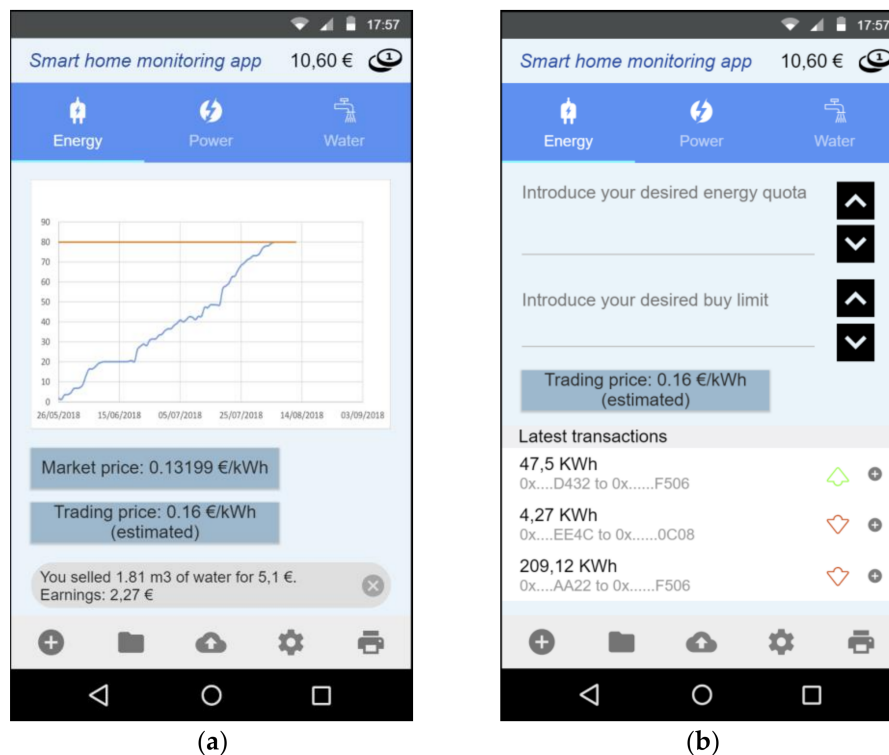 17:57
Smart home monitoring app 10,60 € 1
Energy Power Water
90
80
70
60
50
40
30
20
10
0
26/05/2018 15/06/2018 05/07/2018 25/07/2018 14/08/2018 03/09/2018
Market price: 0.13199 €/kWh
Trading price: 0.16 €/kWh
(estimated)
You sold 1.81 m3 of water for 5,1 €.
Earnings: 2,27 €
(a)
17:57
Smart home monitoring app 10,60 € 1
Energy Power Water
Introduce your desired energy quota
Introduce your desired buy limit
Trading price: 0.16 €/kWh
(estimated)
Latest transactions
47,5 KWh
0x....D432 to 0x......F506
4,27 KWh
0x....EE4C to 0x......0C08
209,12 KWh
0x....AA22 to 0x......F506
(b)